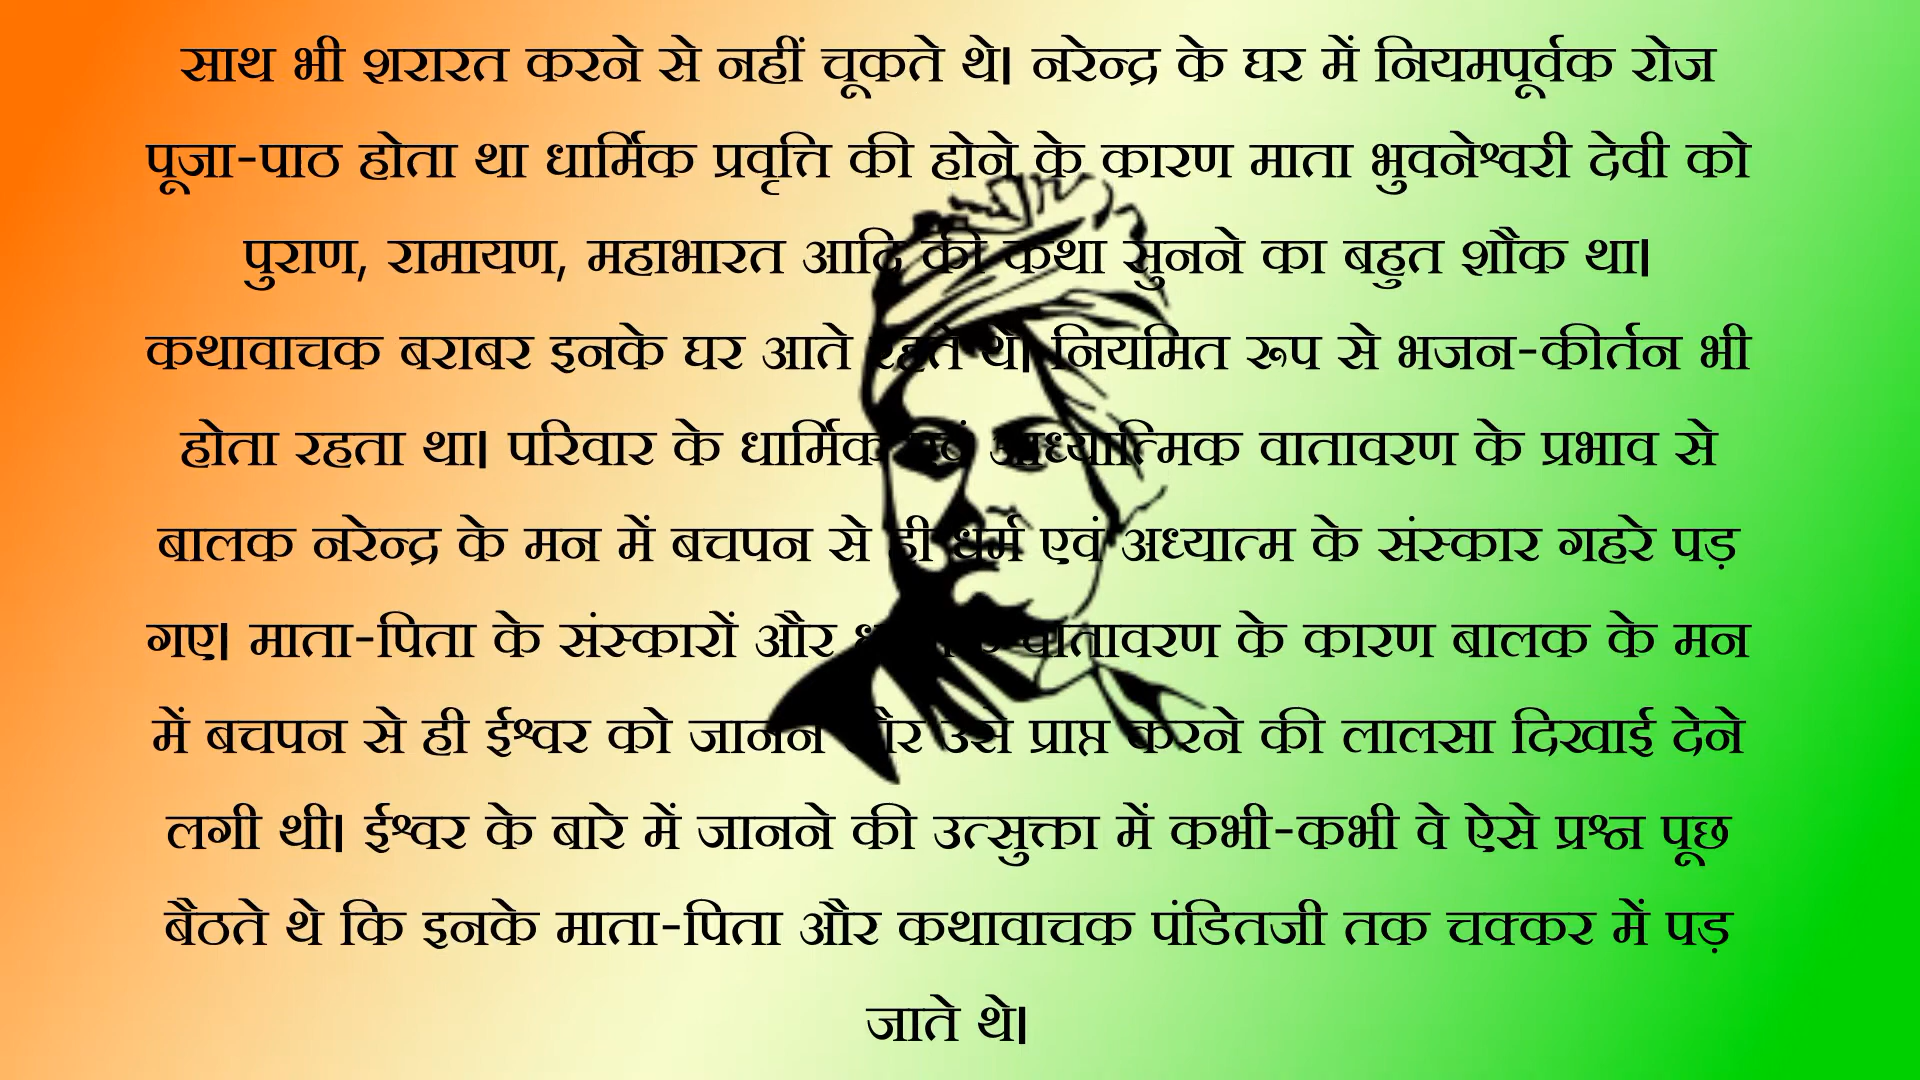 साथ भी शरारत करने से नहीं चूकते थे। नरेन्द्र के घर में नियमपूर्वक रोज
पूजा-पाठ होता था धार्मिक प्रवृत्ति की होने के कारण माता भुवनेश्वरी देवी को
पुराण, रामायण, महाभारत आदि की कथा सुनने का बहुत शौक था।
कथावाचक बराबर इनके घर आते रहते थे। नियमित रूप से भजन-कीर्तन भी
होता रहता था। परिवार के धार्मिक एवं आध्यात्मिक वातावरण के प्रभाव से
बालक नरेन्द्र के मन में बचपन से ही धर्म एवं अध्यात्म के संस्कार गहरे पड़
गए। माता-पिता के संस्कारों और वातावरण के कारण बालक के मन
में बचपन से ही ईश्वर को जानने और उसे प्राप्त करने की लालसा दिखाई देने
लगी थी। ईश्वर के बारे में जानने की उत्सुक्ता में कभी-कभी वे ऐसे प्रश्न पूछ
बैठते थे कि इनके माता-पिता और कथावाचक पंडितजी तक चक्कर में पड़
जाते थे।